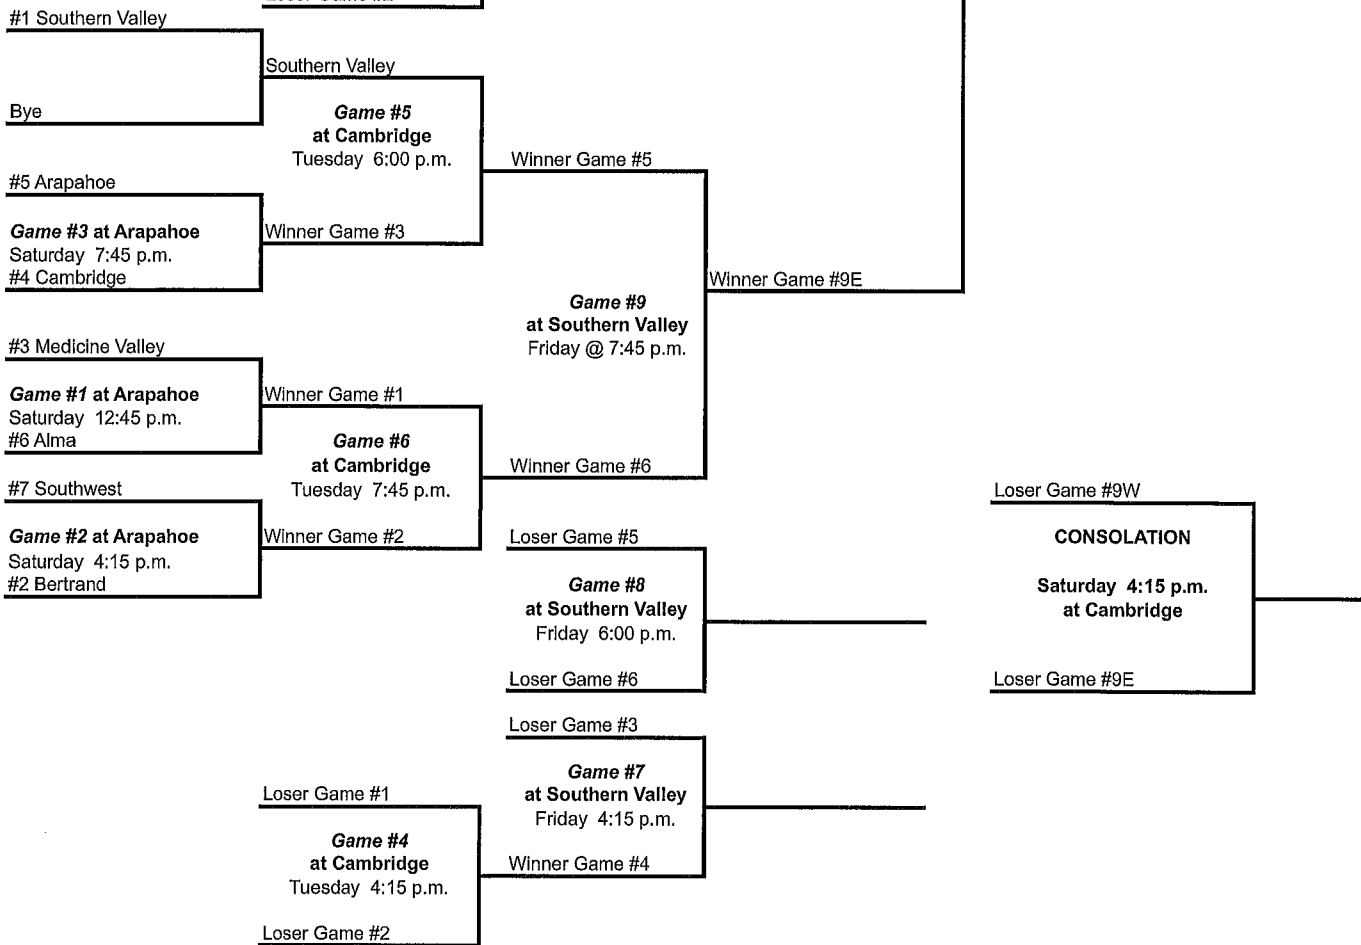 #1 Southern Valley
Southern Valley
Bye
Game #5
at Cambridge
Tuesday 6:00 p.m.
Winner Game #5
#5 Arapahoe
Game #3 at Arapahoe
Saturday 7:45 p.m.
#4 Cambridge
Winner Game #3
Winner Game #9E
Game #9
at Southern Valley
Friday @ 7:45 p.m.
#3 Medicine Valley
Game #1 at Arapahoe
Saturday 12:45 p.m.
#6 Alma
Winner Game #1
Game #6
at Cambridge
Tuesday 7:45 p.m.
Winner Game #6
#7 Southwest
Game #2 at Arapahoe
Saturday 4:15 p.m.
#2 Bertrand
Winner Game #2
Loser Game #5
Game #8
at Southern Valley
Friday 6:00 p.m.
Loser Game #6
Loser Game #9W
CONSOLATION
Saturday 4:15 p.m.
at Cambridge
Loser Game #9E
Loser Game #3
Game #7
at Southern Valley
Friday 4:15 p.m.
Winner Game #4
Loser Game #1
Game #4
at Cambridge
Tuesday 4:15 p.m.
Loser Game #2